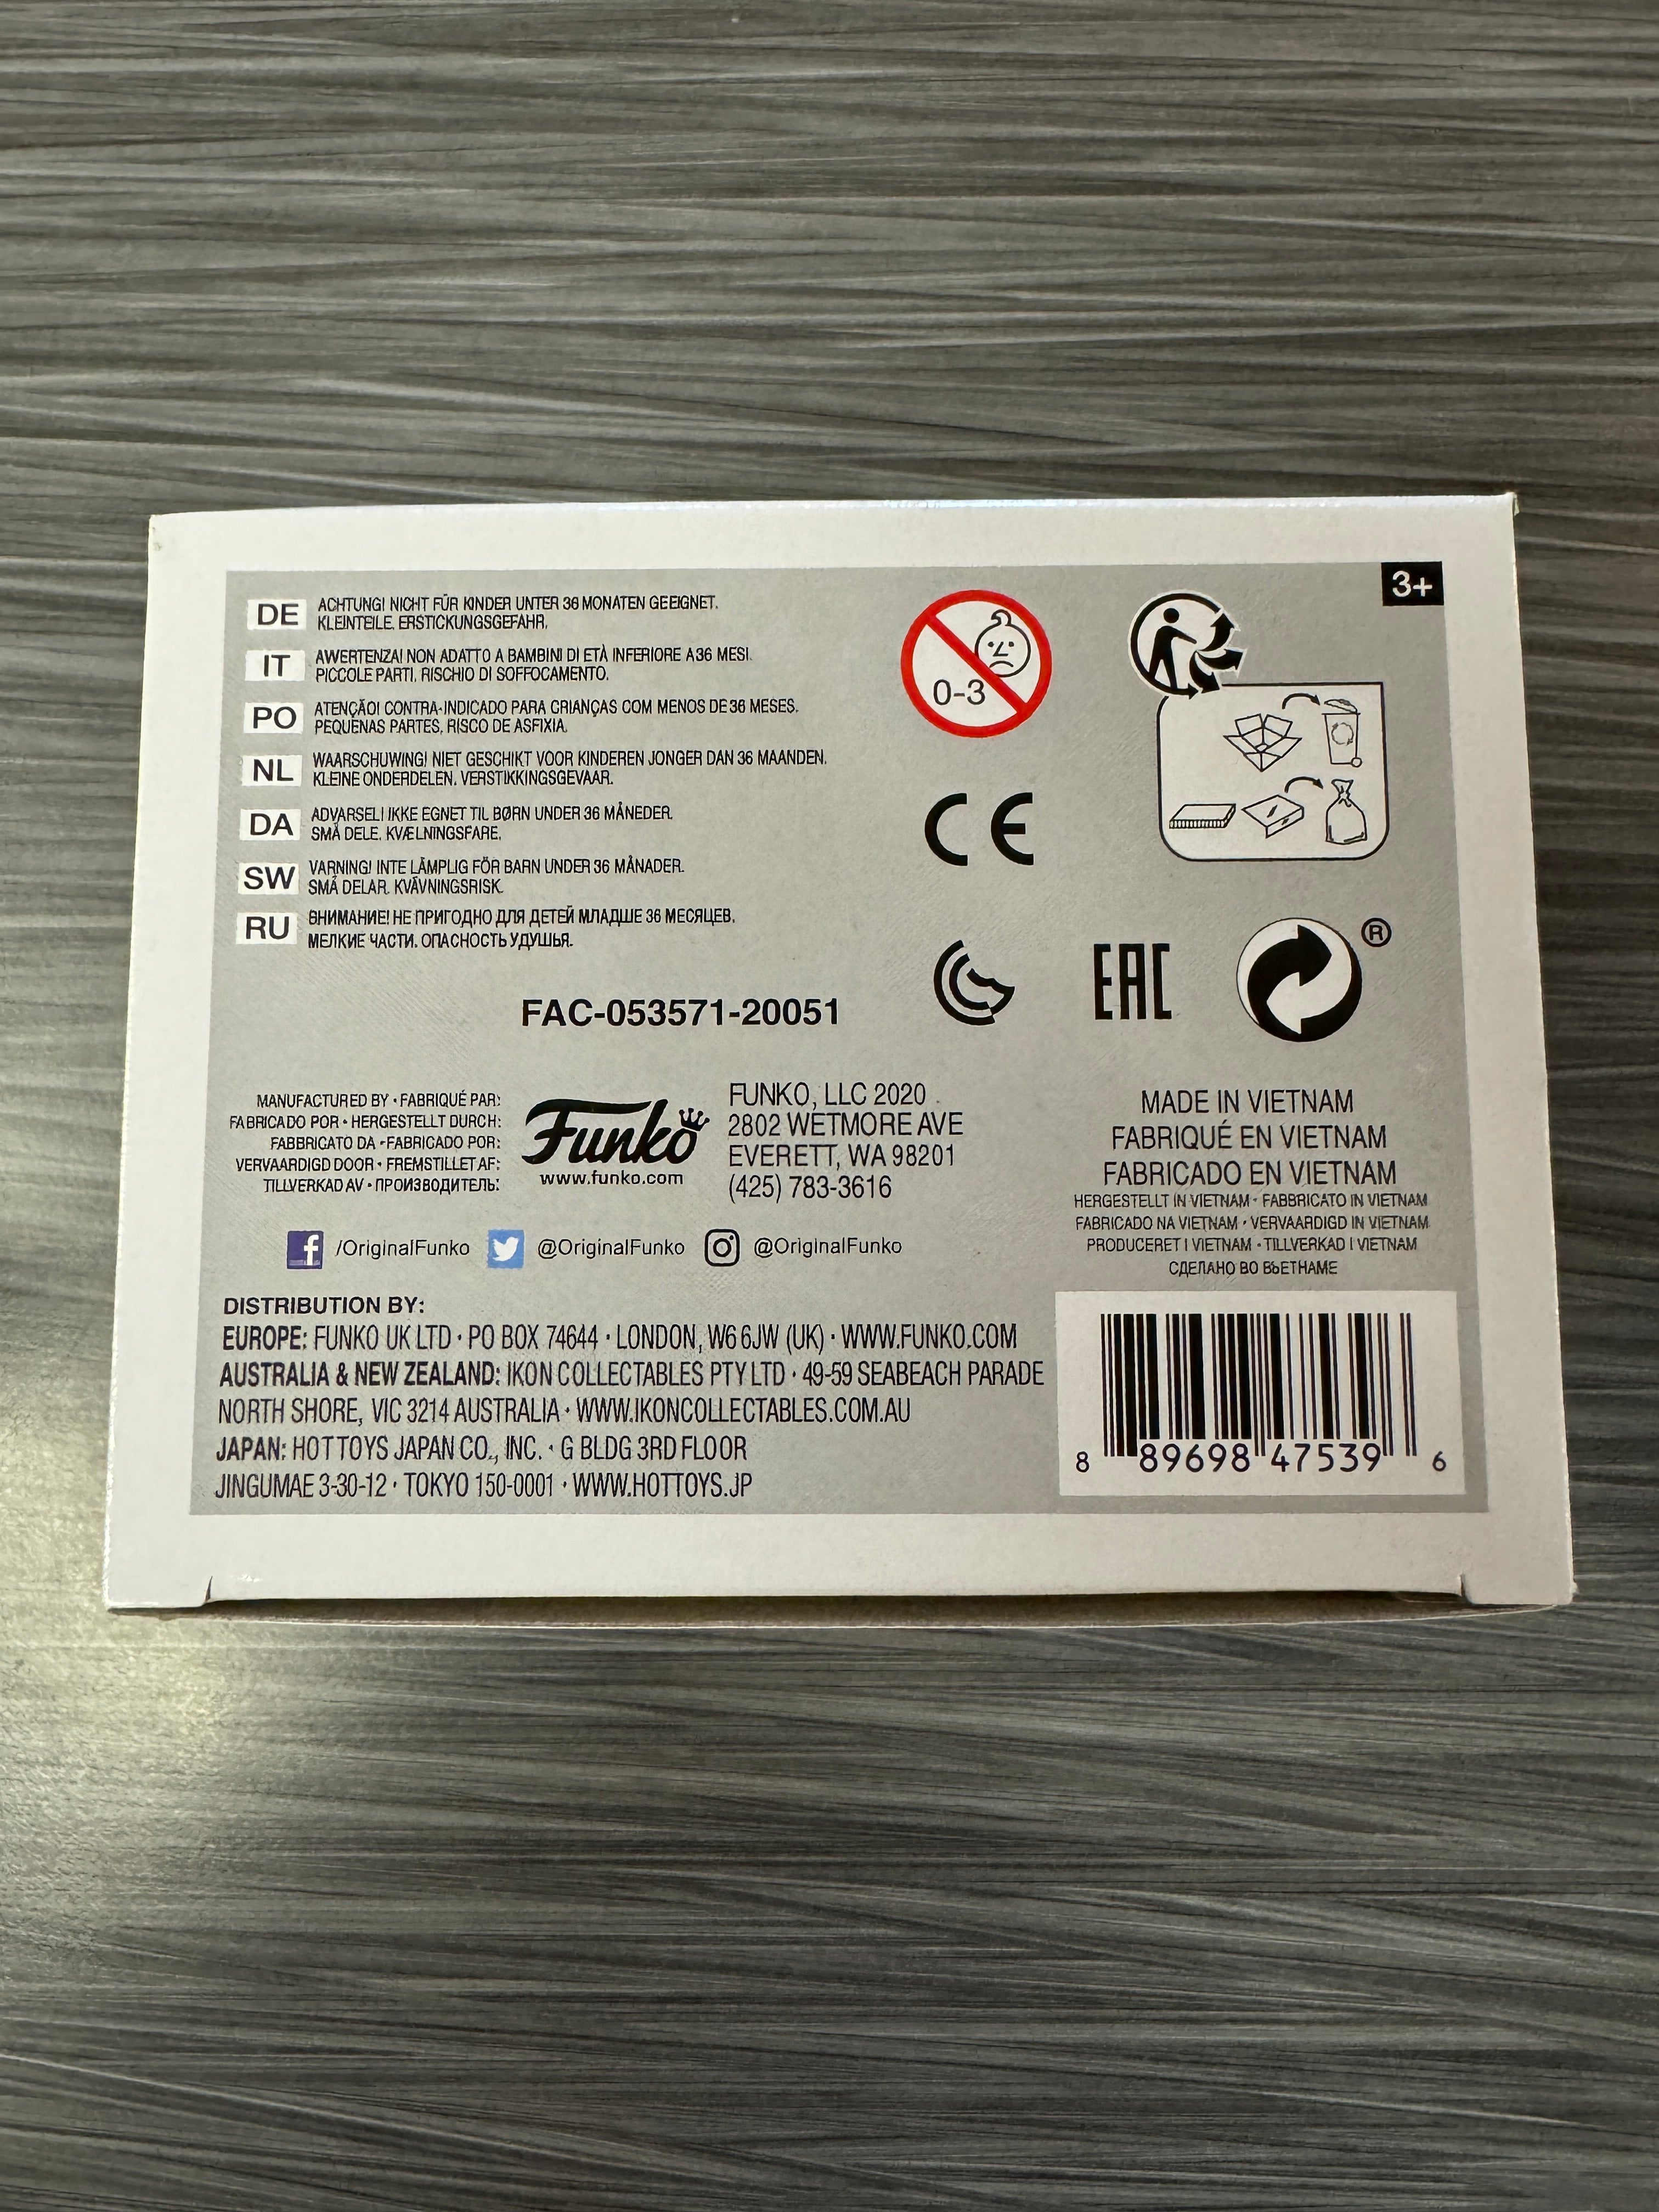 3+
DE ACHTUNG! NICHT FÜR KINDER UNTER 36 MONATEN GEEIGNET.
KLEINTEILE. ERSTICKUNGSGEFAHR.
IT AWERTENZA! NON ADATTO A BAMBINI DI ETÀ INFERIORE A 36 MESI.
PICCOLE PARTI, RISCHIO DI SOFFOCAMENTO.
PO ATENÇÃO! CONTRA-INDICADO PARA CRIANÇAS COM MENOS DE 36 MESES.
PEQUENAS PARTES, RISCO DE ASFIXIA.
NL WAARSCHUWING! NIET GESCHIKT VOOR KINDEREN JONGER DAN 36 MAANDEN.
KLEINE ONDERDELEN. VERSTIKKINGSGEVAAR.
DA ADVARSEL! IKKE EGNET TIL BØRN UNDER 36 MÅNEDER.
SMÅ DELE. KVÆLNINGSFARE.
SW VARNING! INTE LÄMPLIG FÖR BARN UNDER 36 MÅNADER.
SMÅ DELAR. KVÄVNINGSRISK.
RU ВНИМАНИЕ! НЕ ПРИГОДНО ДЛЯ ДЕТЕЙ МЛАДШЕ 36 МЕСЯЦЕВ.
МЕЛКИЕ ЧАСТИ. ОПАСНОСТЬ УДУШЬЯ.
0-3
CE
EAC
®
FAC-053571-20051
MANUFACTURED BY • FABRIQUÉ PAR:
FABRICADO POR • HERGESTELLT DURCH:
FABBRICATO DA • FABRICADO POR:
VERVAARDIGD DOOR • FREMSTILLET AF:
TILLVERKAD AV • ПРОИЗВОДИТЕЛЬ:
Funko
www.funko.com
FUNKO, LLC 2020
2802 WETMORE AVE
EVERETT, WA 98201
(425) 783-3616
MADE IN VIETNAM
FABRIQUÉ EN VIETNAM
FABRICADO EN VIETNAM
HERGESTELLT IN VIETNAM • FABBRICATO IN VIETNAM
FABRICADO NA VIETNAM • VERVAARDIGD IN VIETNAM
PRODUCERET I VIETNAM • TILLVERKAD I VIETNAM
СДЕЛАНО ВО ВЬЕТНАМЕ
f /OriginalFunko @OriginalFunko @OriginalFunko
DISTRIBUTION BY:
EUROPE: FUNKO UK LTD • PO BOX 74644 • LONDON, W6 6JW (UK) • WWW.FUNKO.COM
AUSTRALIA & NEW ZEALAND: IKON COLLECTABLES PTY LTD • 49-59 SEABEACH PARADE
NORTH SHORE, VIC 3214 AUSTRALIA • WWW.IKONCOLLECTABLES.COM.AU
JAPAN: HOT TOYS JAPAN CO., INC. • G BLDG 3RD FLOOR
JINGUMAE 3-30-12 • TOKYO 150-0001 • WWW.HOTTOYS.JP
8 89698 47539 6